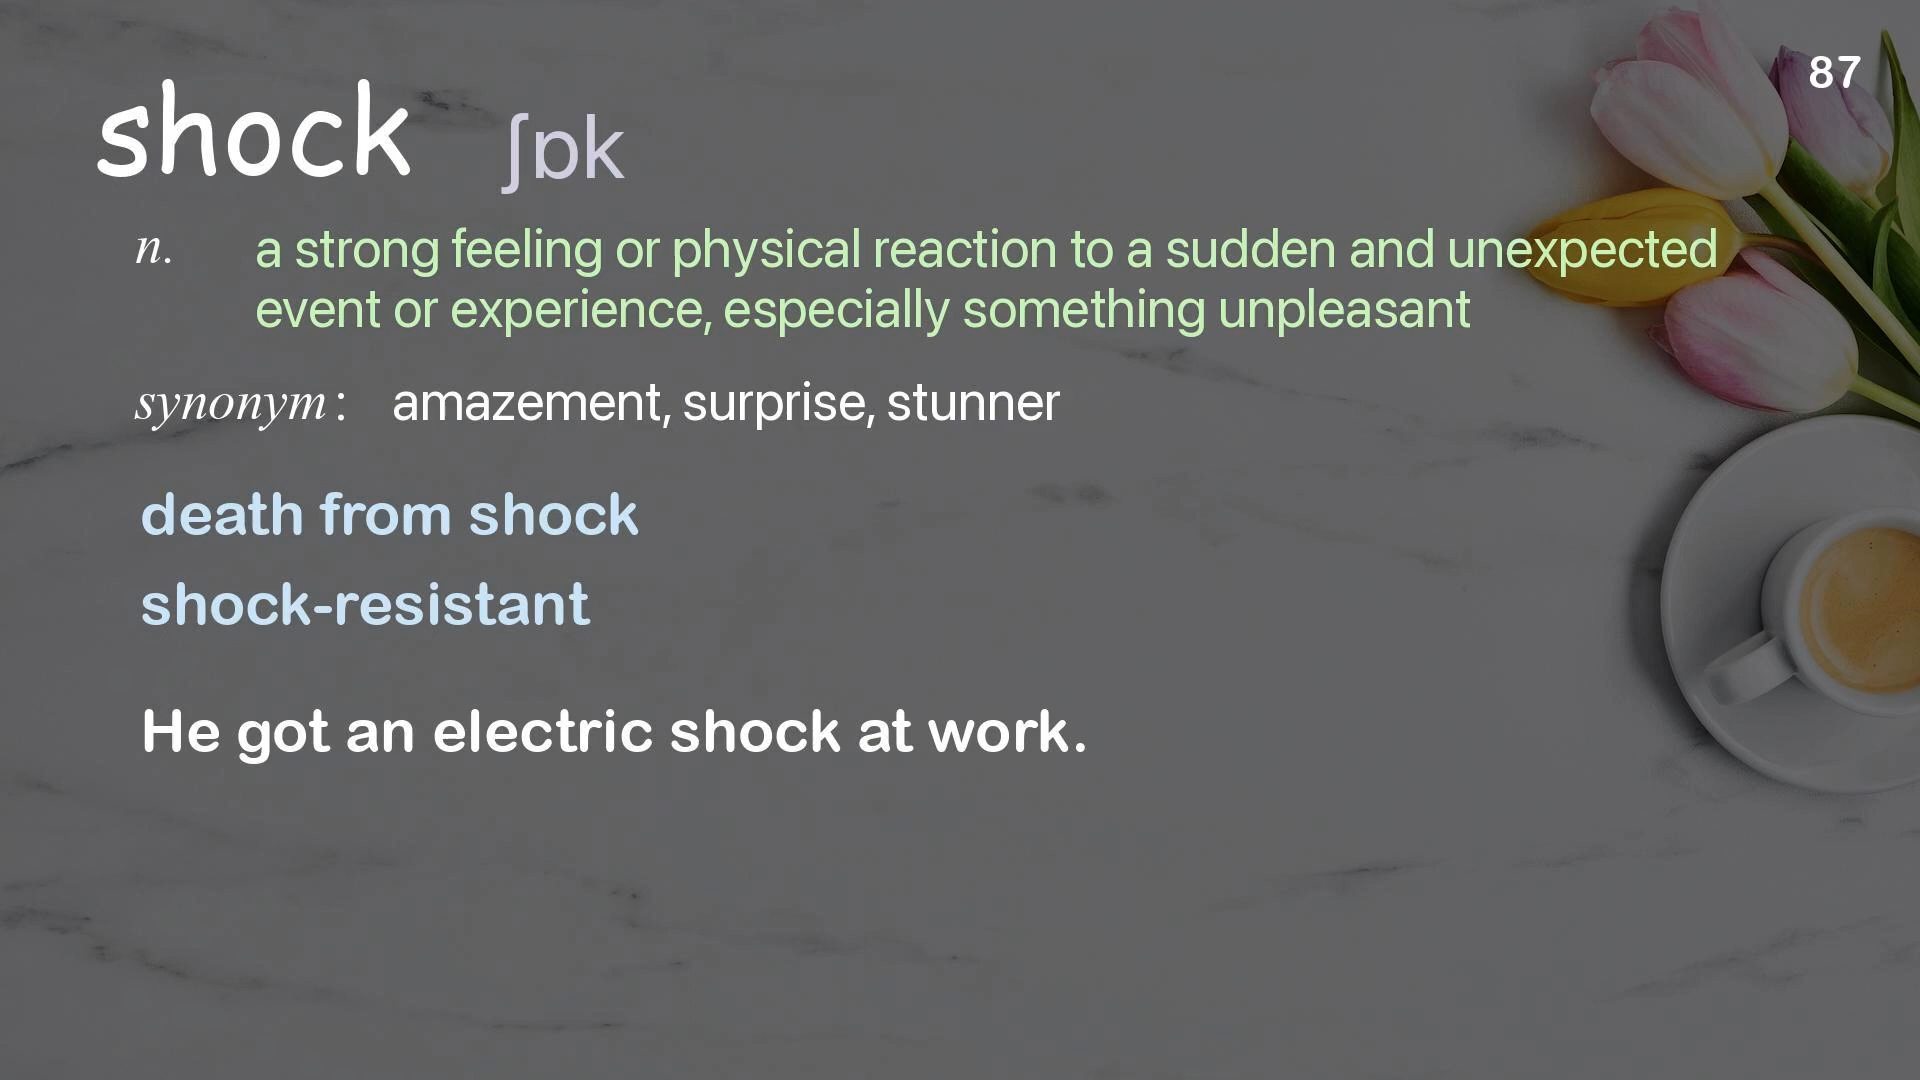 87
shock ʃɒk
n. a strong feeling or physical reaction to a sudden and unexpected
event or experience, especially something unpleasant
synonym: amazement, surprise, stunner
death from shock
shock-resistant
He got an electric shock at work.